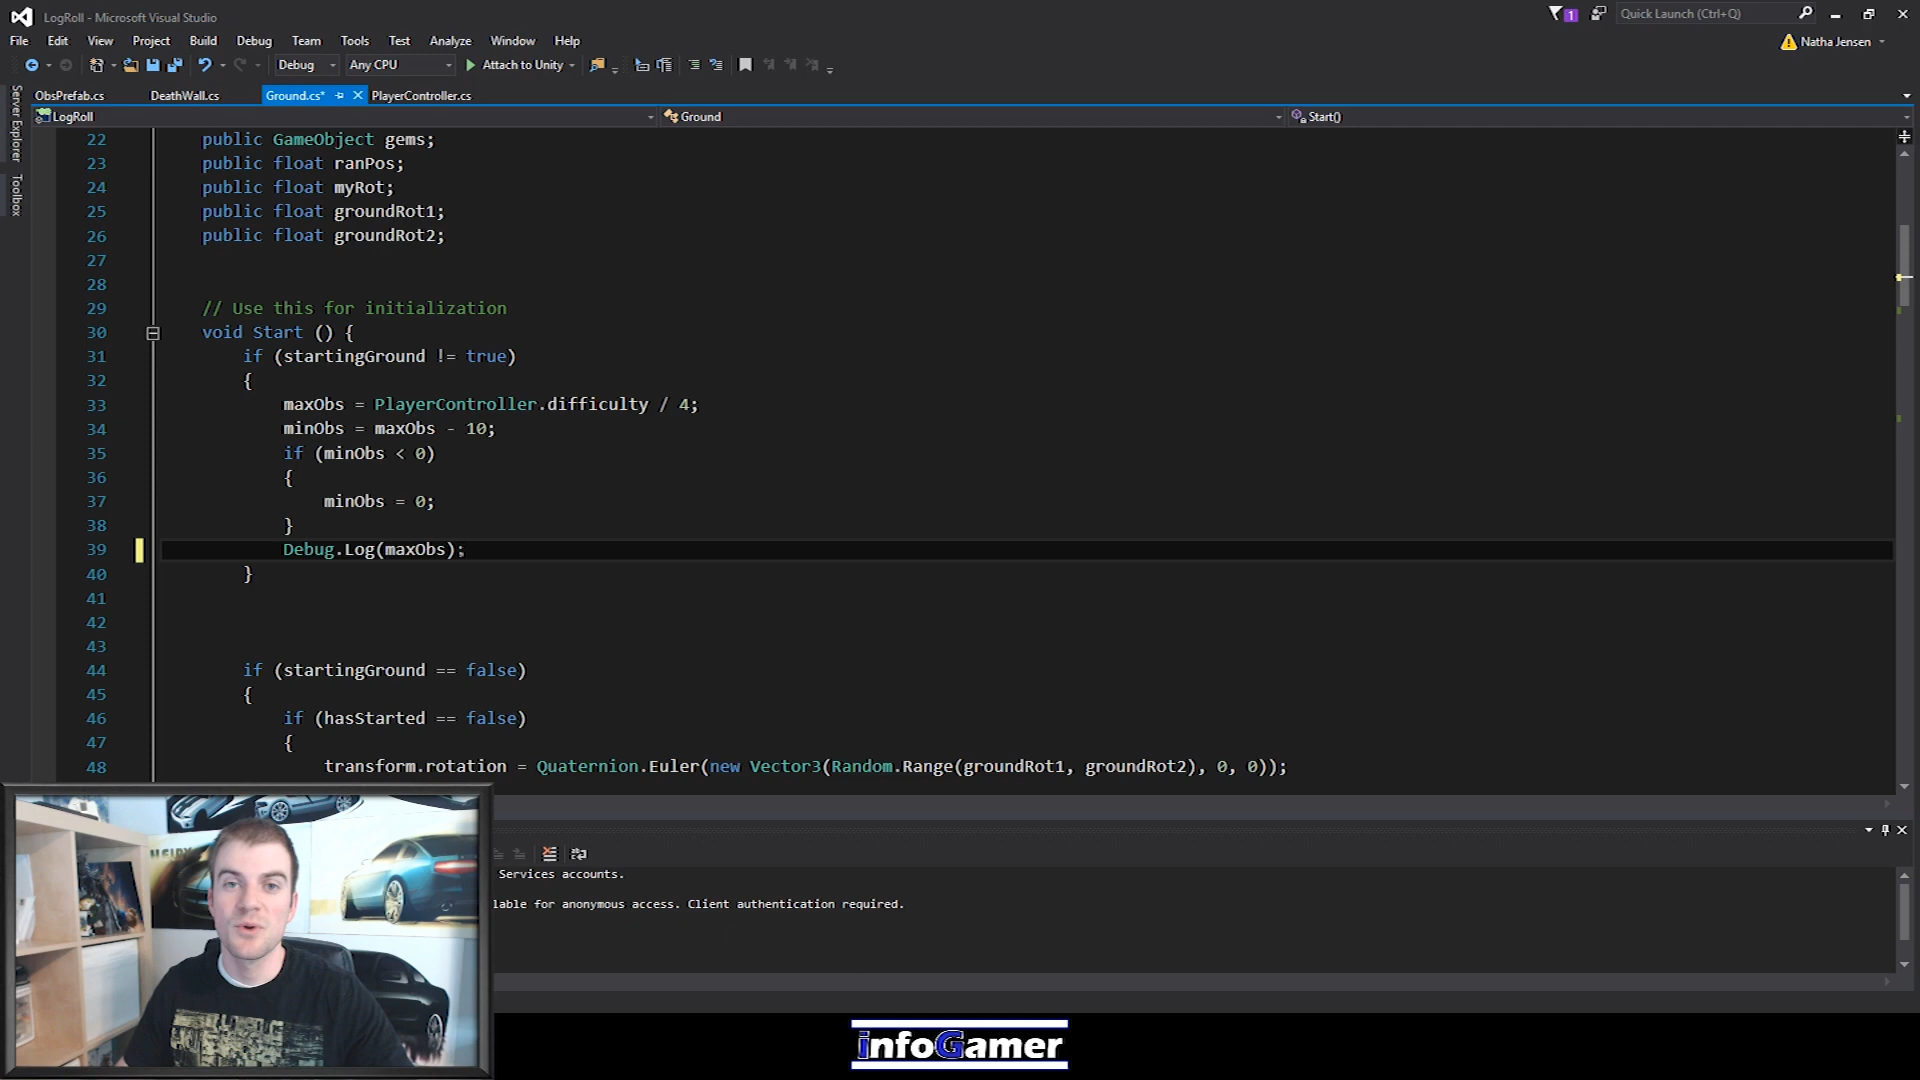 LogRoll - Microsoft Visual Studio
1
Quick Launch (Ctrl+Q)
File Edit View Project Build Debug Team Tools Test Analyze Window Help
Natha Jensen
Debug Any CPU Attach to Unity
Server Explorer
Toolbox
ObsPrefab.cs DeathWall.cs Ground.cs* PlayerController.cs
LogRoll Ground Start()
22 public GameObject gems;
23 public float ranPos;
24 public float myRot;
25 public float groundRot1;
26 public float groundRot2;
27
28
29 // Use this for initialization
30 void Start () {
31 if (startingGround != true)
32 {
33 maxObs = PlayerController.difficulty / 4;
34 minObs = maxObs - 10;
35 if (minObs < 0)
36 {
37 minObs = 0;
38 }
39 Debug.Log(maxObs);
40 }
41
42
43
44 if (startingGround == false)
45 {
46 if (hasStarted == false)
47 {
48 transform.rotation = Quaternion.Euler(new Vector3(Random.Range(groundRot1, groundRot2), 0, 0));
Services accounts.
lable for anonymous access. Client authentication required.
infoGamer